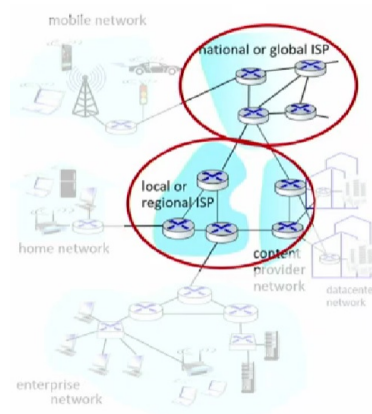 mobile network
national or global ISP
local or
regional ISP
home network
content
provider
network
datacenter
network
enterprise
network